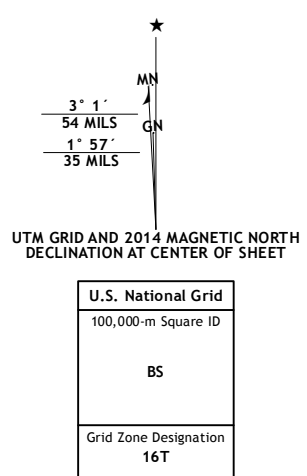 MN
3° 1´
54 MILS
GN
1° 57´
35 MILS
UTM GRID AND 2014 MAGNETIC NORTH
DECLINATION AT CENTER OF SHEET
U.S. National Grid
100,000-m Square ID
BS
Grid Zone Designation
16T